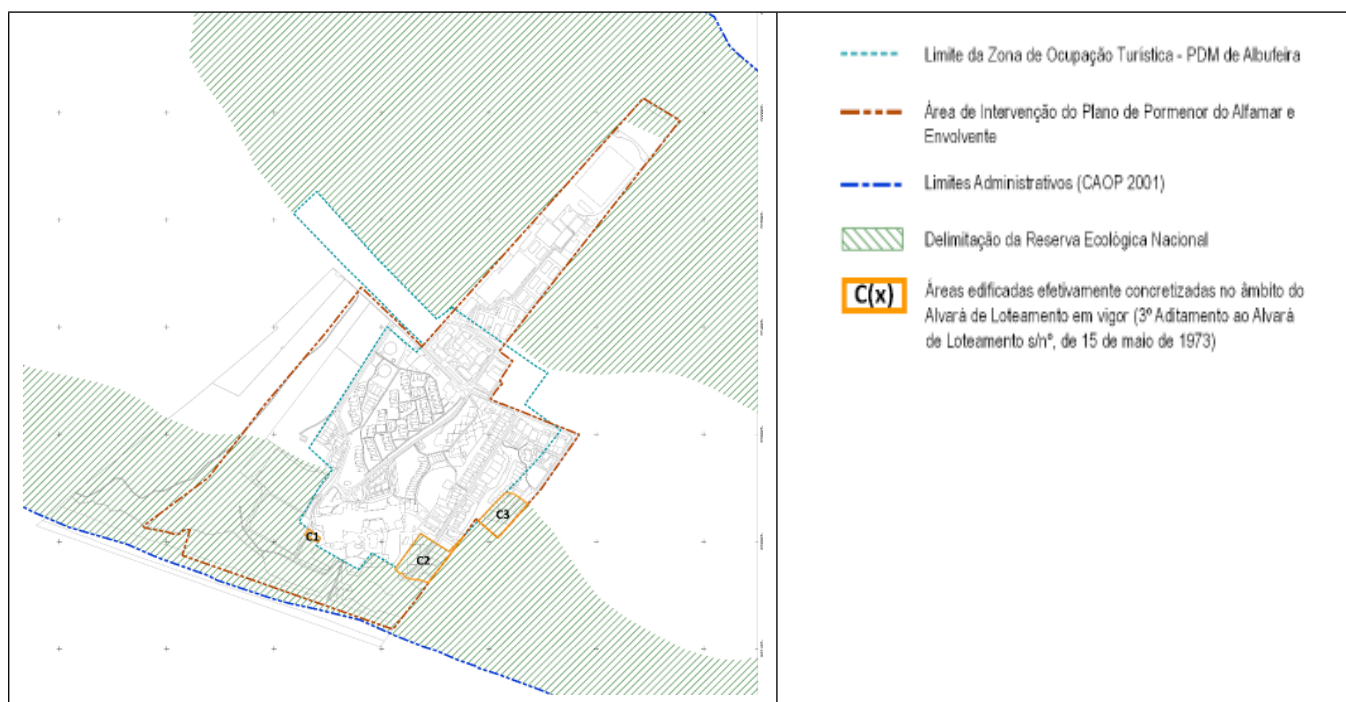 C1
C2
C3
Limite da Zona de Ocupação Turística - PDM de Albufeira
Área de Intervenção do Plano de Pormenor do Alfamar e
Envolvente
Limites Administrativos (CAOP 2001)
Delimitação da Reserva Ecológica Nacional
C(x)
Áreas edificadas efetivamente concretizadas no âmbito do
Alvará de Loteamento em vigor (3º Aditamento ao Alvará
de Loteamento s/nº, de 15 de maio de 1973)